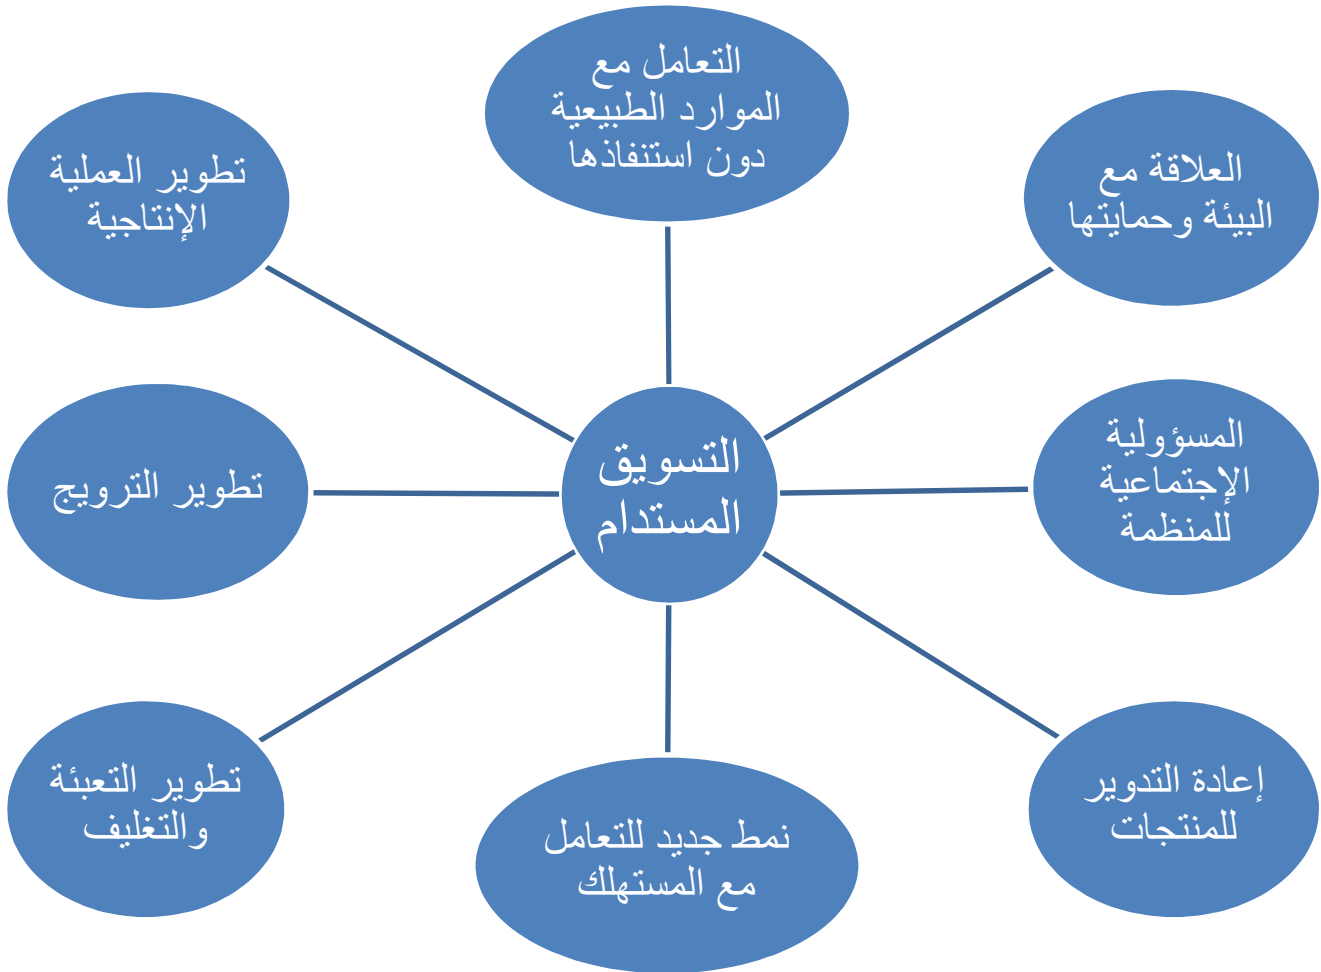 التعامل مع
الموارد الطبيعية
دون استنفاذها
العلاقة مع
البيئة وحمايتها
المسؤولية
الإجتماعية
للمنظمة
إعادة التدوير
للمنتجات
نمط جديد للتعامل
مع المستهلك
تطوير التعبئة
والتغليف
تطوير الترويج
تطوير العملية
الإنتاجية
التسويق
المستدام